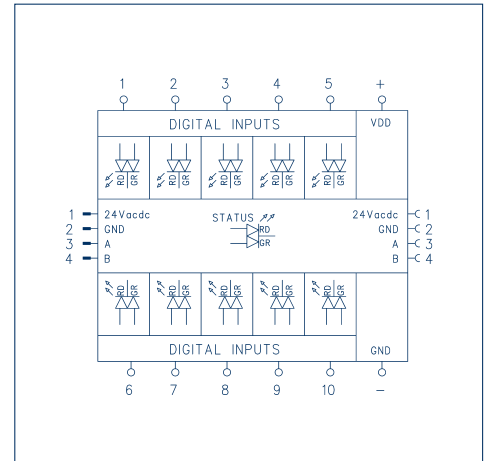 1 2 3 4 5 +
DIGITAL INPUTS VDD
RD GR RD GR RD GR RD GR RD GR
1 24Vacdc STATUS 24Vacdc 1
2 GND RD GND 2
3 A GR A 3
4 B B 4
RD GR RD GR RD GR RD GR RD GR
DIGITAL INPUTS GND
6 7 8 9 10 -